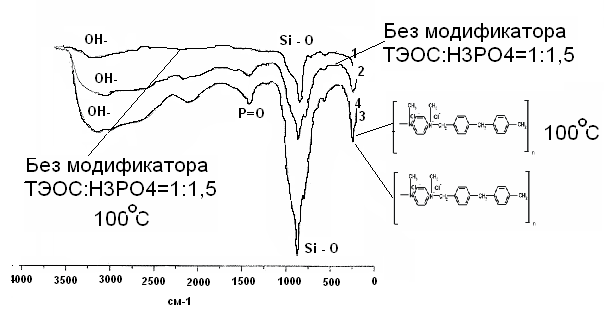 OH-
Si - O
Без модификатора
ТЭОС:H3PO4=1:1,5
1
2
OH-
OH-
P=O
4
3
100°C
n
Без модификатора
ТЭОС:H3PO4=1:1,5
100°C
n
Si - O
4000 3500 3000 2500 2000 1500 1000 500 0
см-1